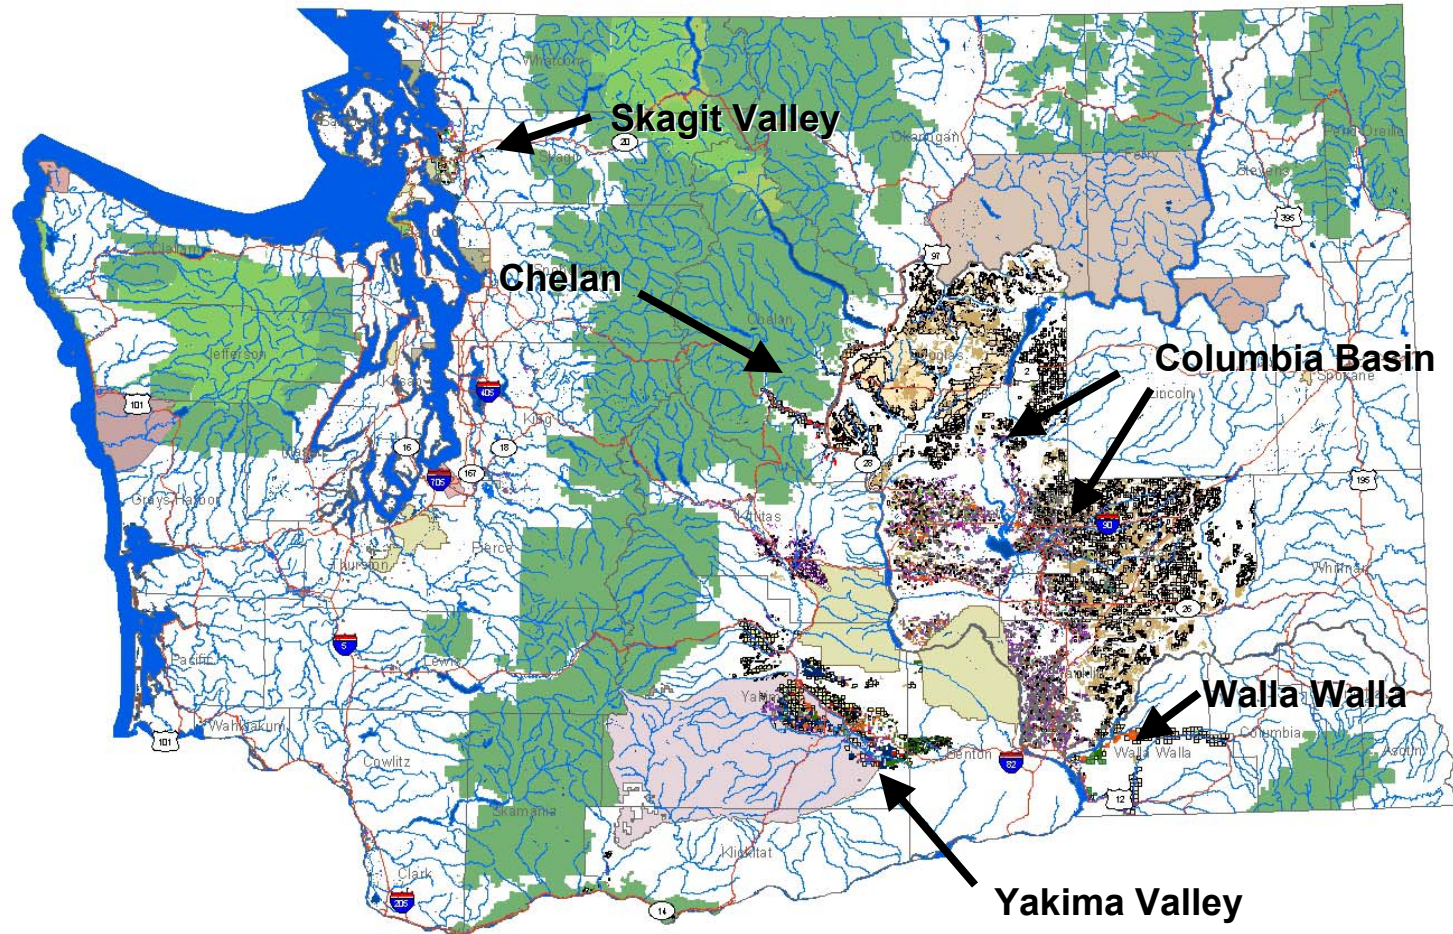 Whatcom
Skagit Valley
20
Skagit
Okanogan
Ferry
Pend Oreille
Stevens
395
97
Clallam
Chelan
Chelan
Jefferson
Kitsap
405
Douglas
2
Columbia Basin
Spokane
Lincoln
101
King
16
18
28
705
167
195
Grays Harbor
Kittitas
90
Pierce
Thurston
Whitman
26
5
Pacific
Lewis
Yakima
Franklin
Walla Walla
Wahkiakum
101
Columbia
Cowlitz
Benton
82
Walla Walla
Asotin
12
Skamania
Klickitat
Clark
205
14
Yakima Valley